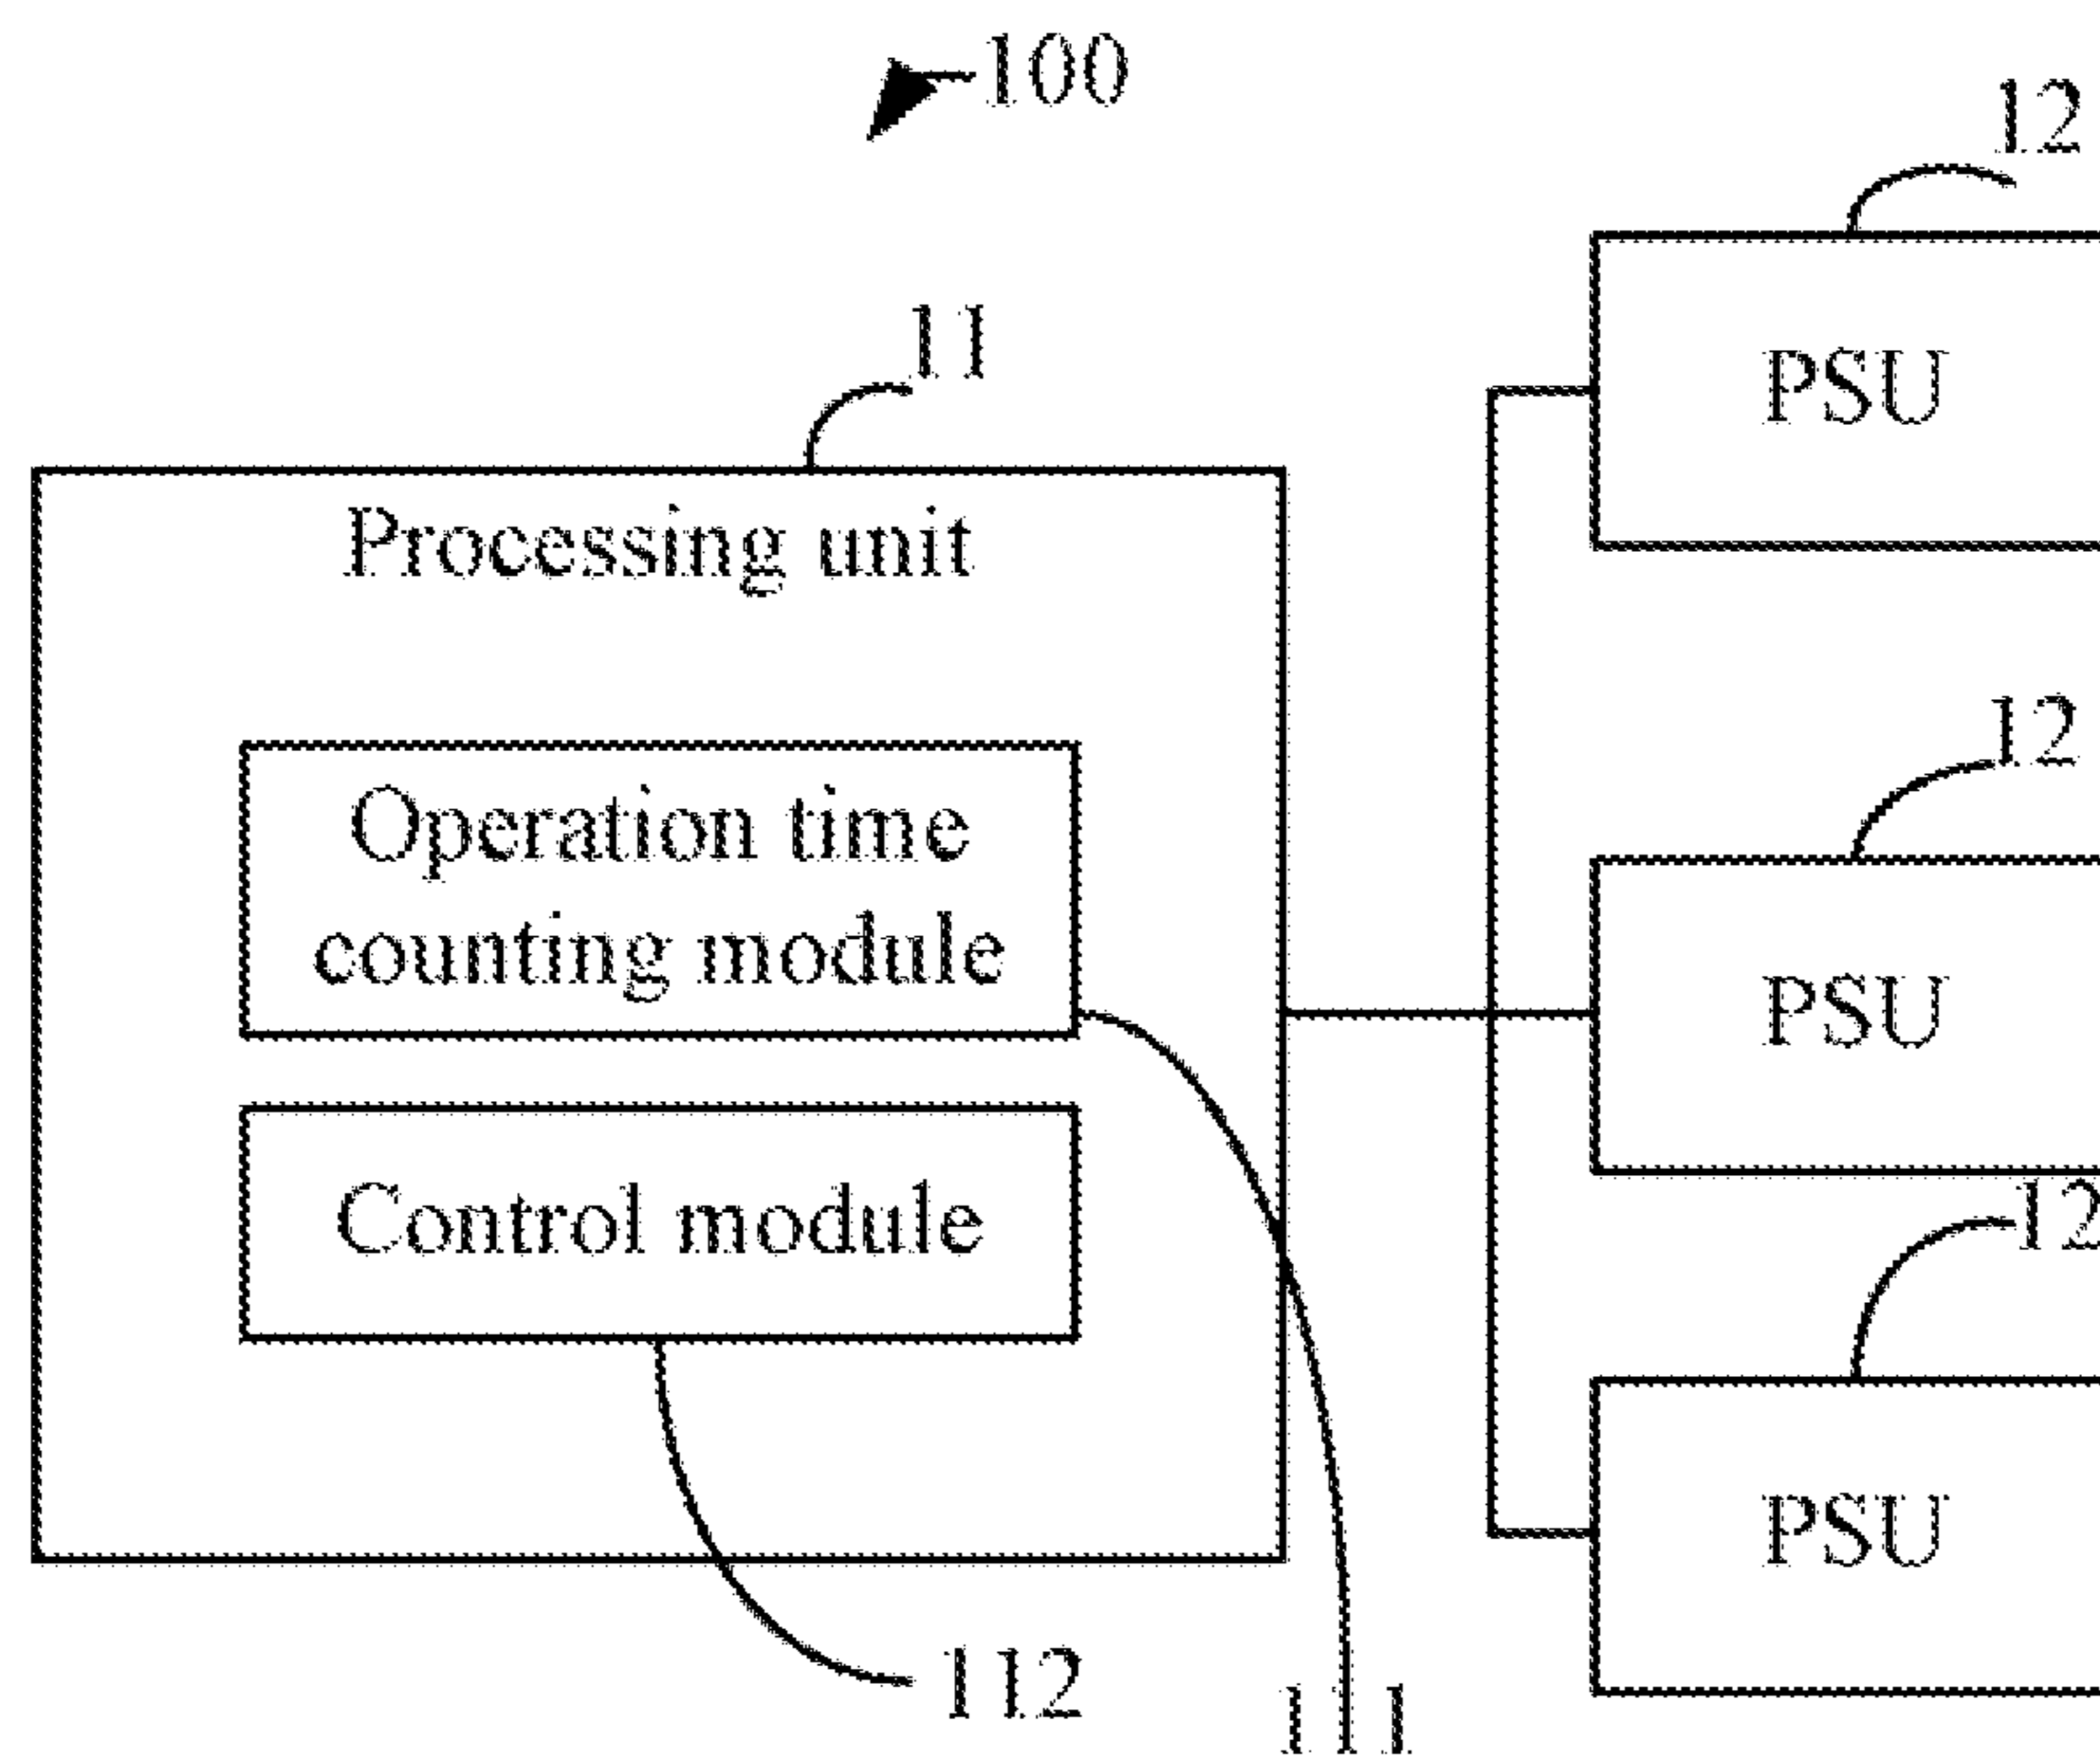 100
12
11
PSU
Processing unit
12
Operation time
counting module
PSU
12
Control module
PSU
112
111